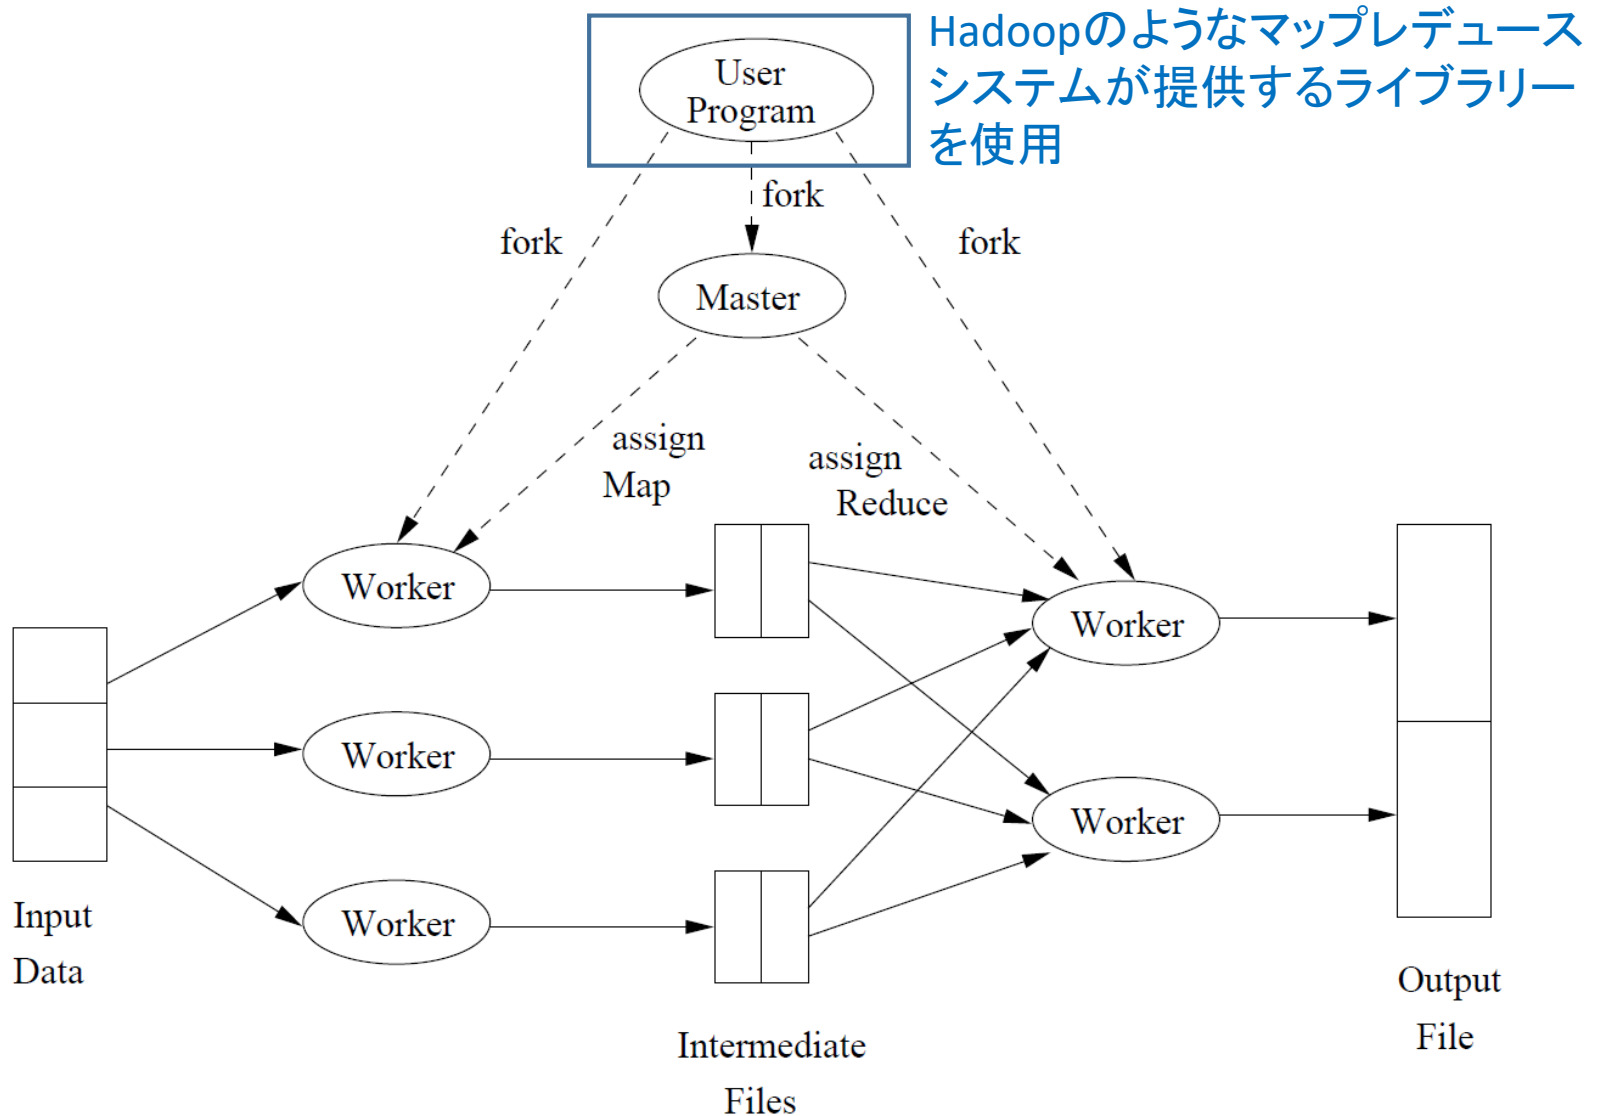 User
Program
Hadoopのようなマップレデュース
システムが提供するライブラリー
を使用
fork
fork
fork
Master
assign
Map
assign
Reduce
Worker
Worker
Worker
Worker
Worker
Input
Data
Intermediate
Files
Output
File